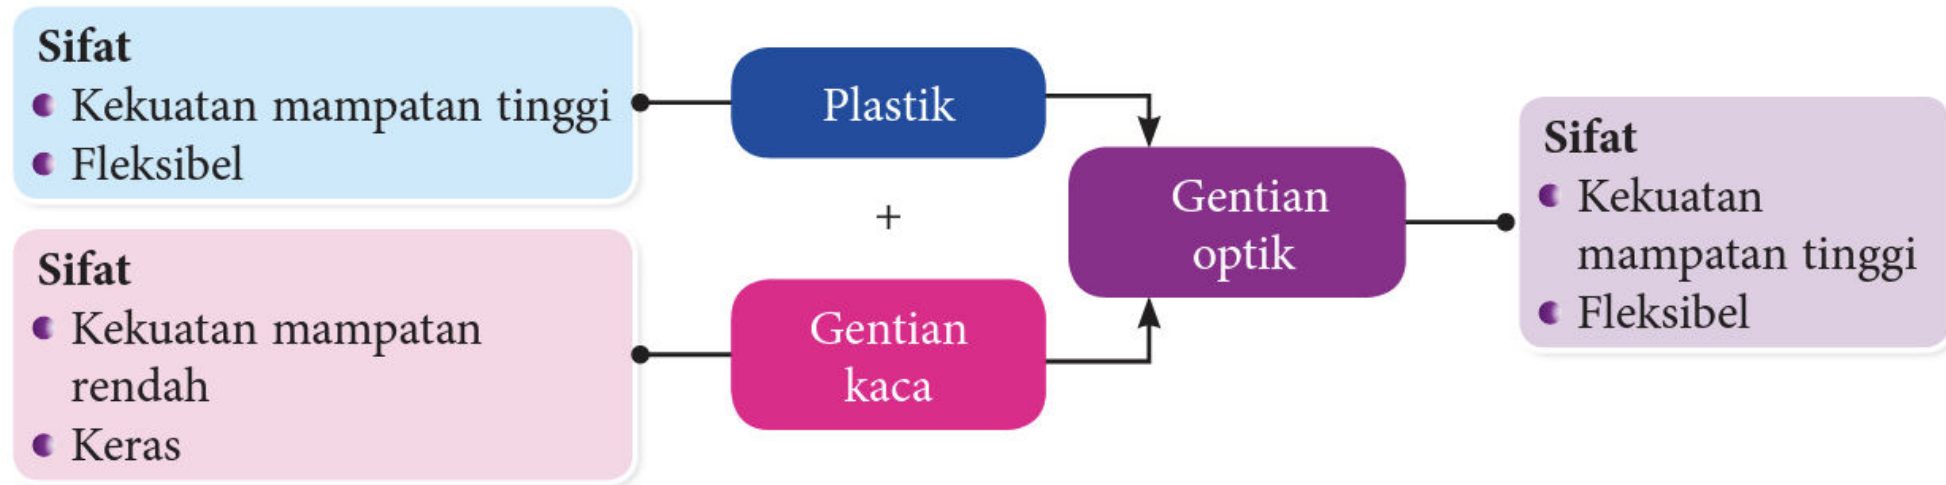 Sifat
Kekuatan mampatan tinggi
Fleksibel
Plastik
+
Sifat
Kekuatan mampatan
rendah
Keras
Gentian
kaca
Gentian
optik
Sifat
Kekuatan
mampatan tinggi
Fleksibel